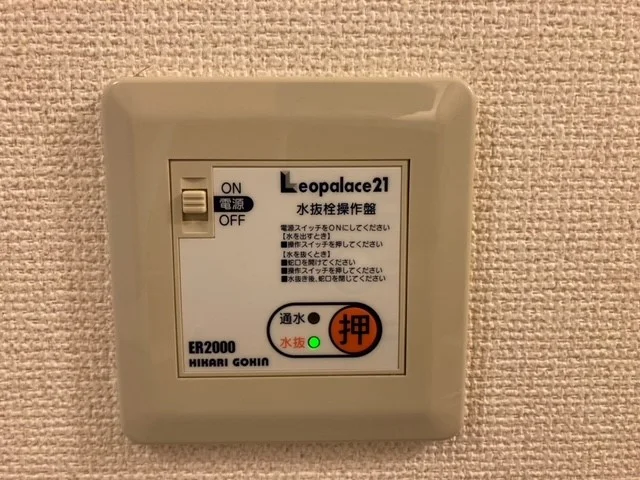 Leopalace21
ON
電源
OFF
水抜栓操作盤
電源スイッチをONにしてください
【水を出すとき】
■操作スイッチを押してください
【水を抜くとき】
■蛇口を開けてください
■操作スイッチを押してください
■水抜き後、蛇口を閉じてください
通水
水抜
押
ER2000
HIKARI GOKIN